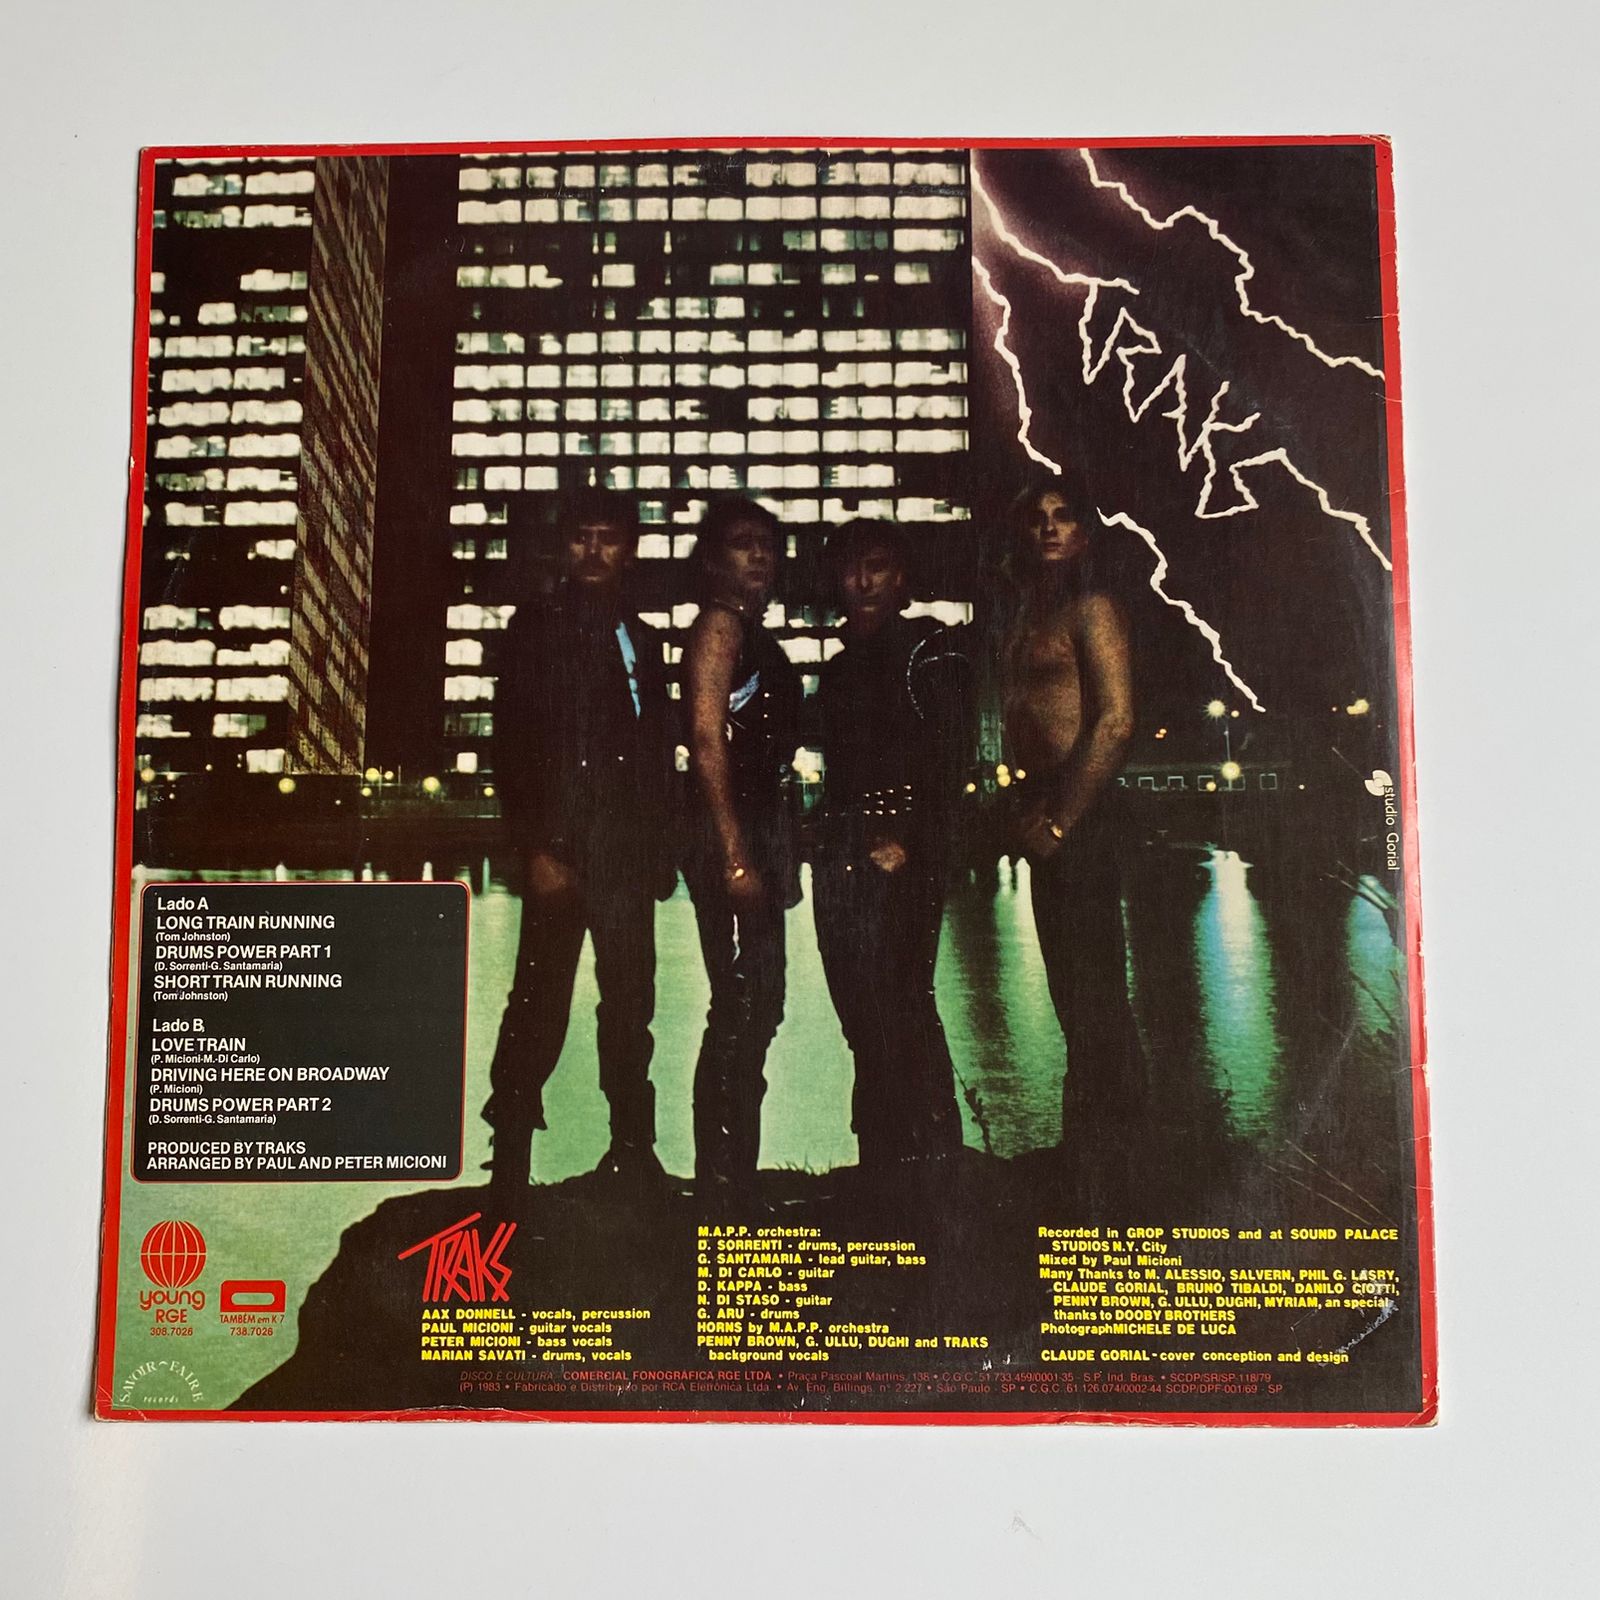 TRAKS
studio Gorial
Lado A
LONG TRAIN RUNNING
(Tom Johnston)
DRUMS POWER PART 1
(D. Sorrenti-G. Santamaria)
SHORT TRAIN RUNNING
(Tom Johnston)
Lado B
LOVE TRAIN
(P. Micioni-M.-Di Carlo)
DRIVING HERE ON BROADWAY
(P. Micioni)
DRUMS POWER PART 2
(D. Sorrenti-G. Santamaria)
PRODUCED BY TRAKS
ARRANGED BY PAUL AND PETER MICIONI
young
RGE
308.7026
TAMBÉM em K-7
738.7026
SAVOIR~FAIRE
records
TRAKS
AAX DONNELL - vocals, percussion
PAUL MICIONI - guitar vocals
PETER MICIONI - bass vocals
MARIAN SAVATI - drums, vocals
M.A.P.P. orchestra:
D. SORRENTI - drums, percussion
G. SANTAMARIA - lead guitar, bass
M. DI CARLO - guitar
D. KAPPA - bass
N. DI STASO - guitar
G. ARU - drums
HORNS by M.A.P.P. orchestra
PENNY BROWN, G. ULLU, DUGHI and TRAKS
background vocals
Recorded in GROP STUDIOS and at SOUND PALACE
STUDIOS N.Y. City
Mixed by Paul Micioni
Many Thanks to M. ALESSIO, SALVERN, PHIL G. LASRY,
CLAUDE GORIAL, BRUNO TIBALDI, DANILO CIOTTI,
PENNY BROWN, G. ULLU, DUGHI, MYRIAM, an special
thanks to DOOBY BROTHERS
PhotographMICHELE DE LUCA
CLAUDE GORIAL - cover conception and design
DISCO É CULTURA COMERCIAL FONOGRÁFICA RGE LTDA. • Praça Pascoal Martins, 138 • C.G.C. 51.733.459/0001-35 - S.P. Ind. Bras. • SCDP/SR/SP-118/79
(P) 1983 • Fabricado e Distribuído por RCA Eletrônica Ltda. • Av. Eng. Billings, nº 2.227 • São Paulo - SP • C.G.C. 61.126.074/0002-44 SCDP/DPF-001/69 - SP